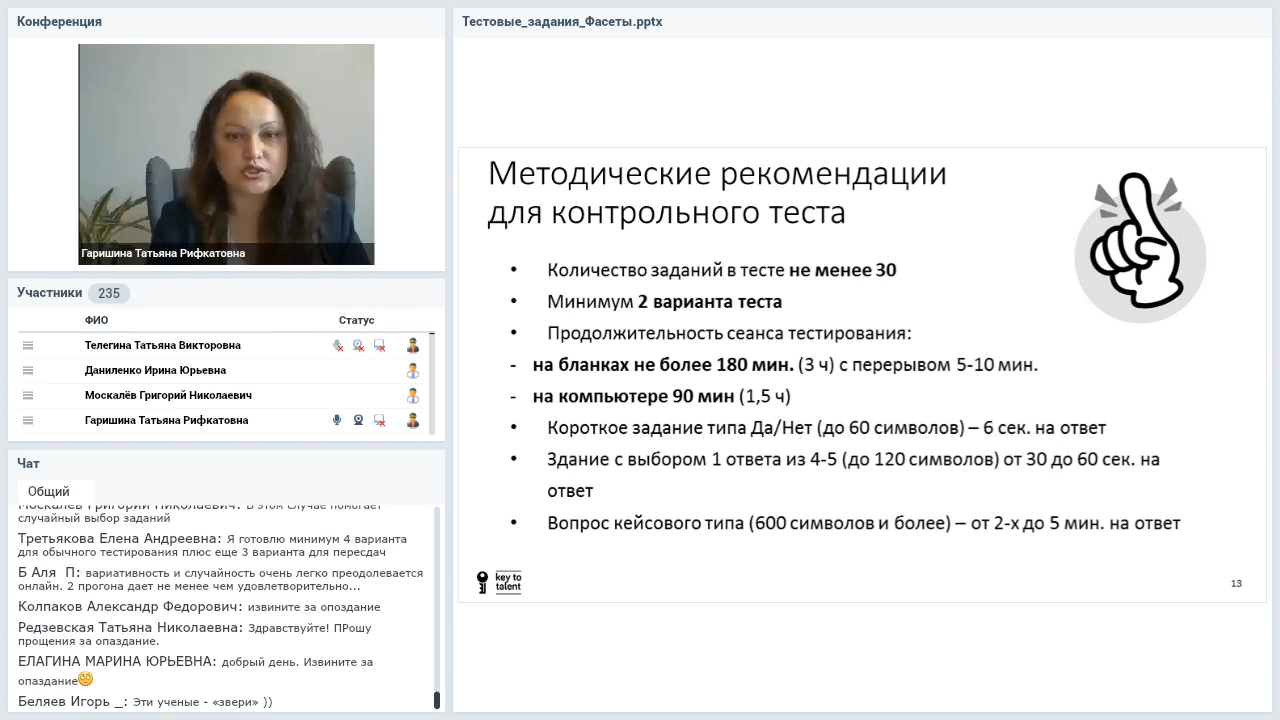 Конференция
Гаришина Татьяна Рифкатовна
Участники 235
ФИО Статус
Телегина Татьяна Викторовна
Даниленко Ирина Юрьевна
Москалёв Григорий Николаевич
Гаришина Татьяна Рифкатовна
Чат
Общий
Москалёв Григорий Николаевич: В этом случае помогает
случайный выбор заданий
Третьякова Елена Андреевна: Я готовлю минимум 4 варианта
для обычного тестирования плюс еще 3 варианта для пересдач
Б Аля П: вариативность и случайность очень легко преодолевается
онлайн. 2 прогона дает не менее чем удовлетворительно...
Колпаков Александр Федорович: извините за опоздание
Редзевская Татьяна Николаевна: Здравствуйте! ПРошу
прощения за опаздание.
ЕЛАГИНА МАРИНА ЮРЬЕВНА: добрый день. Извините за
опаздание
Беляев Игорь _: Эти ученые - «звери» ))
Тестовые_задания_Фасеты.pptx
Методические рекомендации
для контрольного теста
• Количество заданий в тесте не менее 30
• Минимум 2 варианта теста
• Продолжительность сеанса тестирования:
- на бланках не более 180 мин. (3 ч) с перерывом 5-10 мин.
- на компьютере 90 мин (1,5 ч)
• Короткое задание типа Да/Нет (до 60 символов) – 6 сек. на ответ
• Здание с выбором 1 ответа из 4-5 (до 120 символов) от 30 до 60 сек. на
ответ
• Вопрос кейсового типа (600 символов и более) – от 2-х до 5 мин. на ответ
key to
talent
13